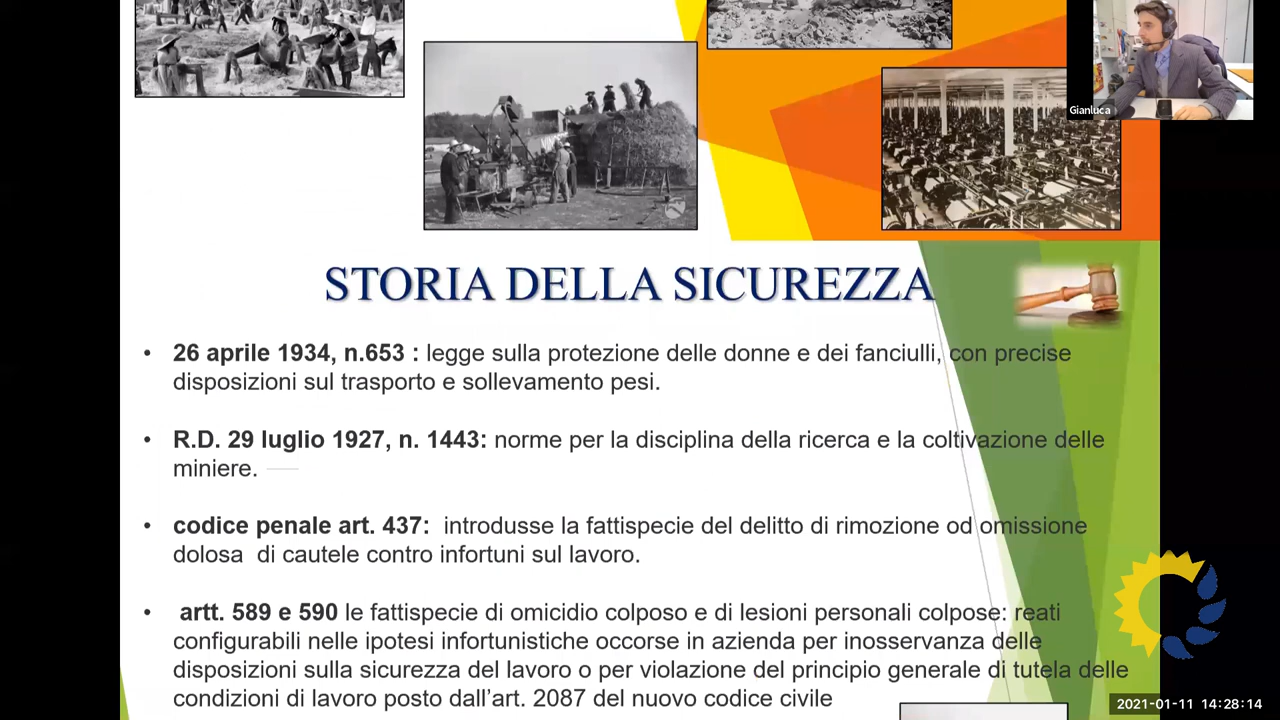 Gianluca
STORIA DELLA SICUREZZA
• 26 aprile 1934, n.653 : legge sulla protezione delle donne e dei fanciulli, con precise
disposizioni sul trasporto e sollevamento pesi.
• R.D. 29 luglio 1927, n. 1443: norme per la disciplina della ricerca e la coltivazione delle
miniere.
• codice penale art. 437: introdusse la fattispecie del delitto di rimozione od omissione
dolosa di cautele contro infortuni sul lavoro.
• artt. 589 e 590 le fattispecie di omicidio colposo e di lesioni personali colpose: reati
configurabili nelle ipotesi infortunistiche occorse in azienda per inosservanza delle
disposizioni sulla sicurezza del lavoro o per violazione del principio generale di tutela delle
condizioni di lavoro posto dall’art. 2087 del nuovo codice civile
2021-01-11 14:28:14